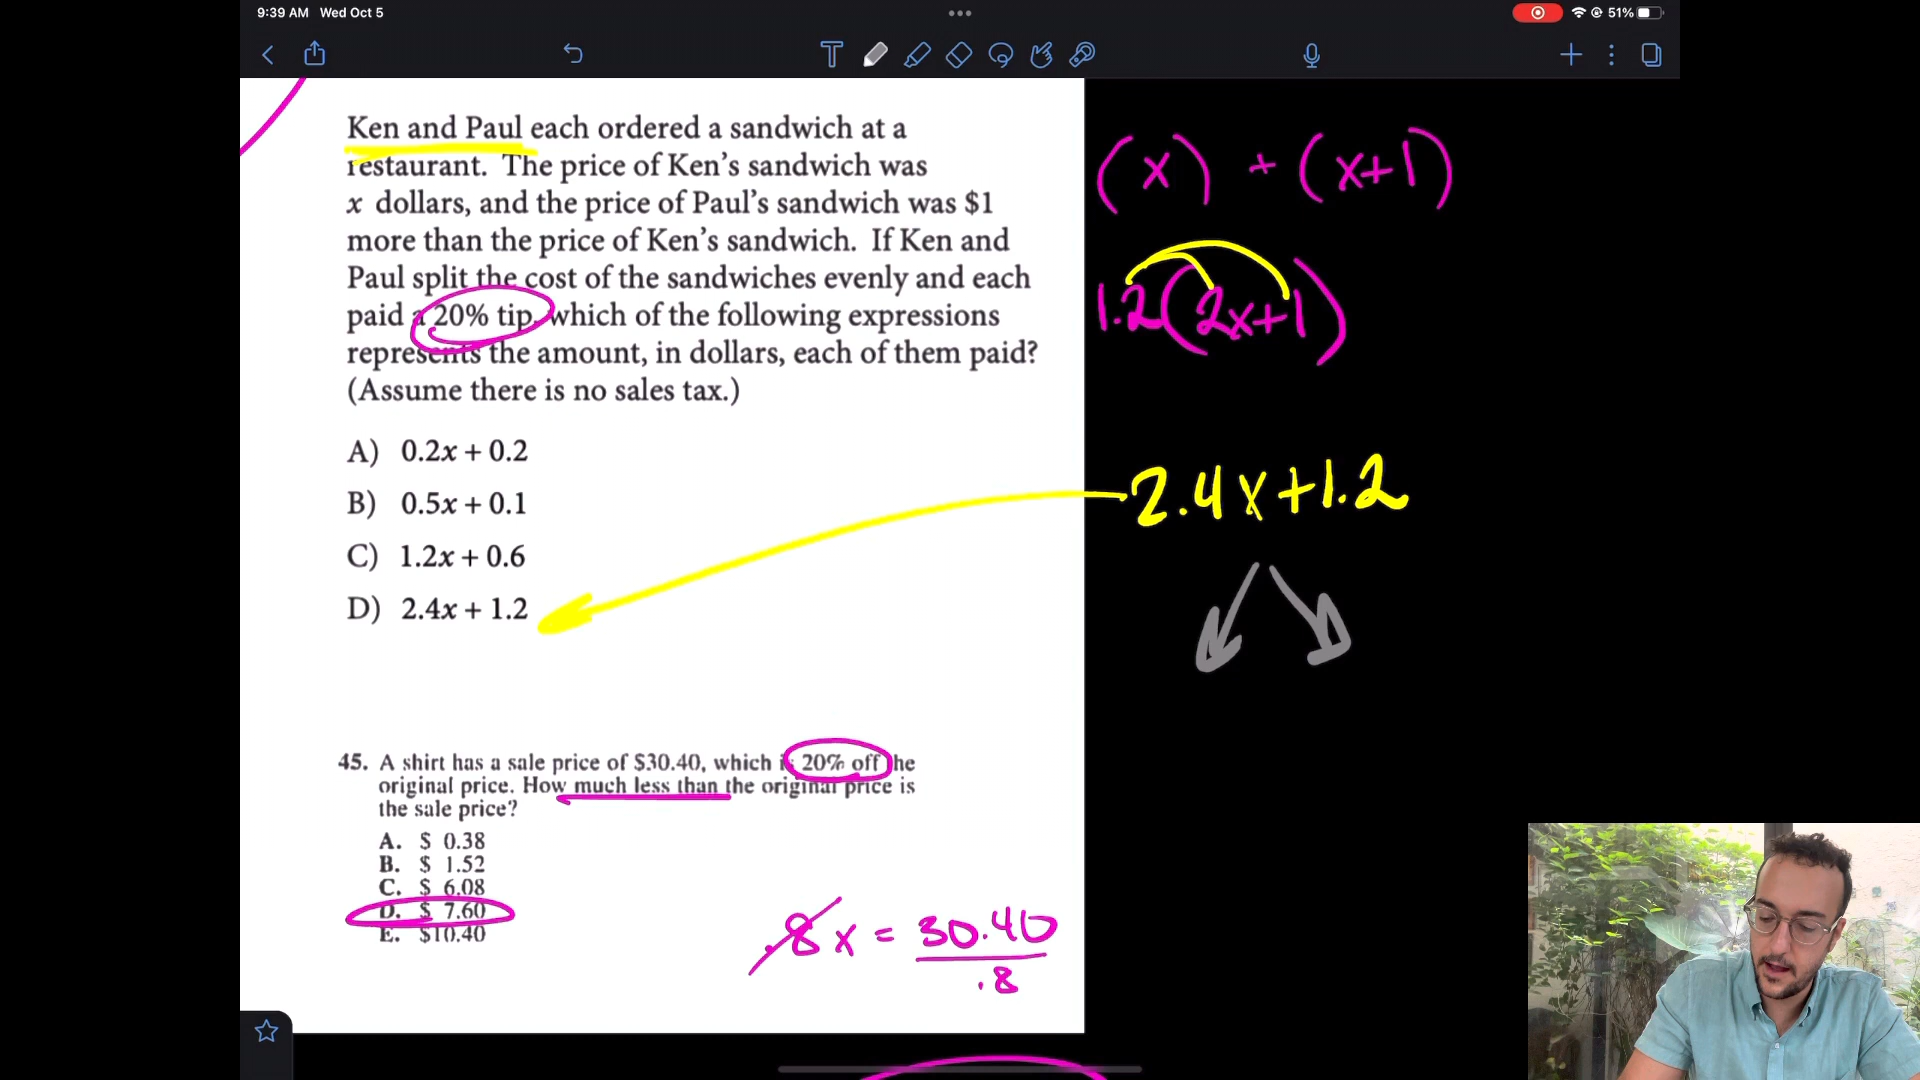 9:39 AM Wed Oct 5
51%
Ken and Paul each ordered a sandwich at a
restaurant. The price of Ken's sandwich was
x dollars, and the price of Paul's sandwich was $1
more than the price of Ken's sandwich. If Ken and
Paul split the cost of the sandwiches evenly and each
paid a 20% tip, which of the following expressions
represents the amount, in dollars, each of them paid?
(Assume there is no sales tax.)
A) 0.2x + 0.2
B) 0.5x + 0.1
C) 1.2x + 0.6
D) 2.4x + 1.2
(x) + (x+1)
1.2(2x+1)
2.4x+1.2
45. A shirt has a sale price of $30.40, which is 20% off the
original price. How much less than the original price is
the sale price?
A. $ 0.38
B. $ 1.52
C. $ 6.08
D. $ 7.60
E. $10.40
.8x = 30.40
.8